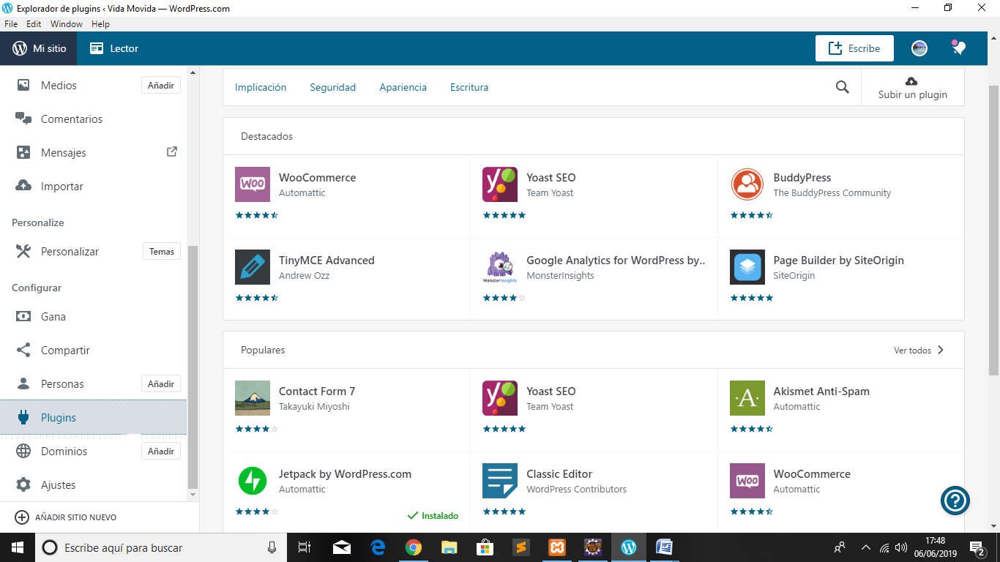 Explorador de plugins ‹ Vida Movida — WordPress.com
File Edit Window Help
Mi sitio Lector Escribe
Medios Añadir
Comentarios
Mensajes
Importar
Personalize
Personalizar Temas
Configurar
Gana
Compartir
Personas Añadir
Plugins
Dominios Añadir
Ajustes
AÑADIR SITIO NUEVO
Implicación Seguridad Apariencia Escritura Subir un plugin
Destacados
WOO WooCommerce
Automattic
y Yoast SEO
Team Yoast
BuddyPress
The BuddyPress Community
TinyMCE Advanced
Andrew Ozz
MonsterInsights Google Analytics for WordPress by..
MonsterInsights
Page Builder by SiteOrigin
SiteOrigin
Populares Ver todos
Contact Form 7
Takayuki Miyoshi
y Yoast SEO
Team Yoast
·A· Akismet Anti-Spam
Automattic
Jetpack by WordPress.com
Automattic
Instalado
Classic Editor
WordPress Contributors
WOO WooCommerce
Automattic
?
Escribe aquí para buscar
17:48
06/06/2019
2